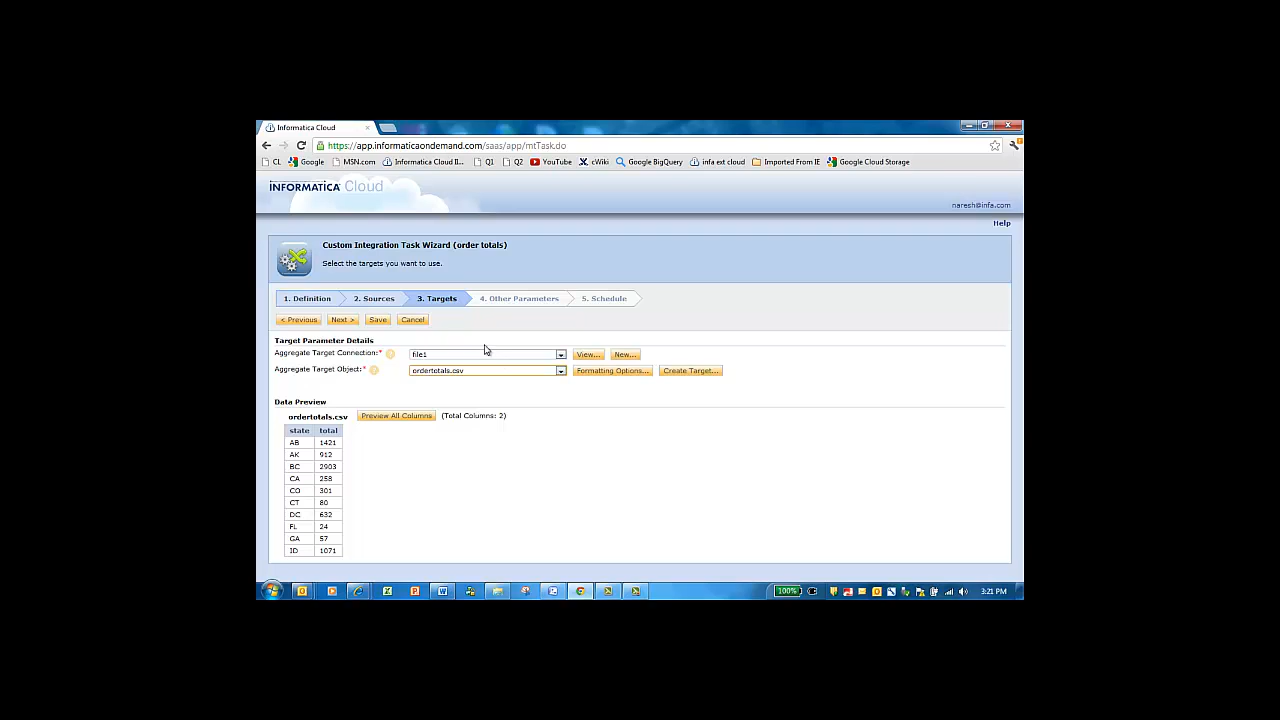 Informatica Cloud
https://app.informaticaondemand.com/saas/app/mtTask.do
CL Google MSN.com Informatica Cloud II... Q1 Q2 YouTube cWiki Google BigQuery infa ext cloud Imported From IE Google Cloud Storage
INFORMATICA Cloud
naresh@infa.com
Help
Custom Integration Task Wizard (order totals)
Select the targets you want to use.
1. Definition 2. Sources 3. Targets 4. Other Parameters 5. Schedule
< Previous Next > Save Cancel
Target Parameter Details
Aggregate Target Connection:* ? file1 View... New...
Aggregate Target Object:* ? ordertotals.csv Formatting Options... Create Target...
Data Preview
ordertotals.csv Preview All Columns (Total Columns: 2)
state total
AB 1421
AK 912
BC 2903
CA 258
CO 301
CT 80
DC 632
FL 24
GA 57
ID 1071
100% 3:21 PM